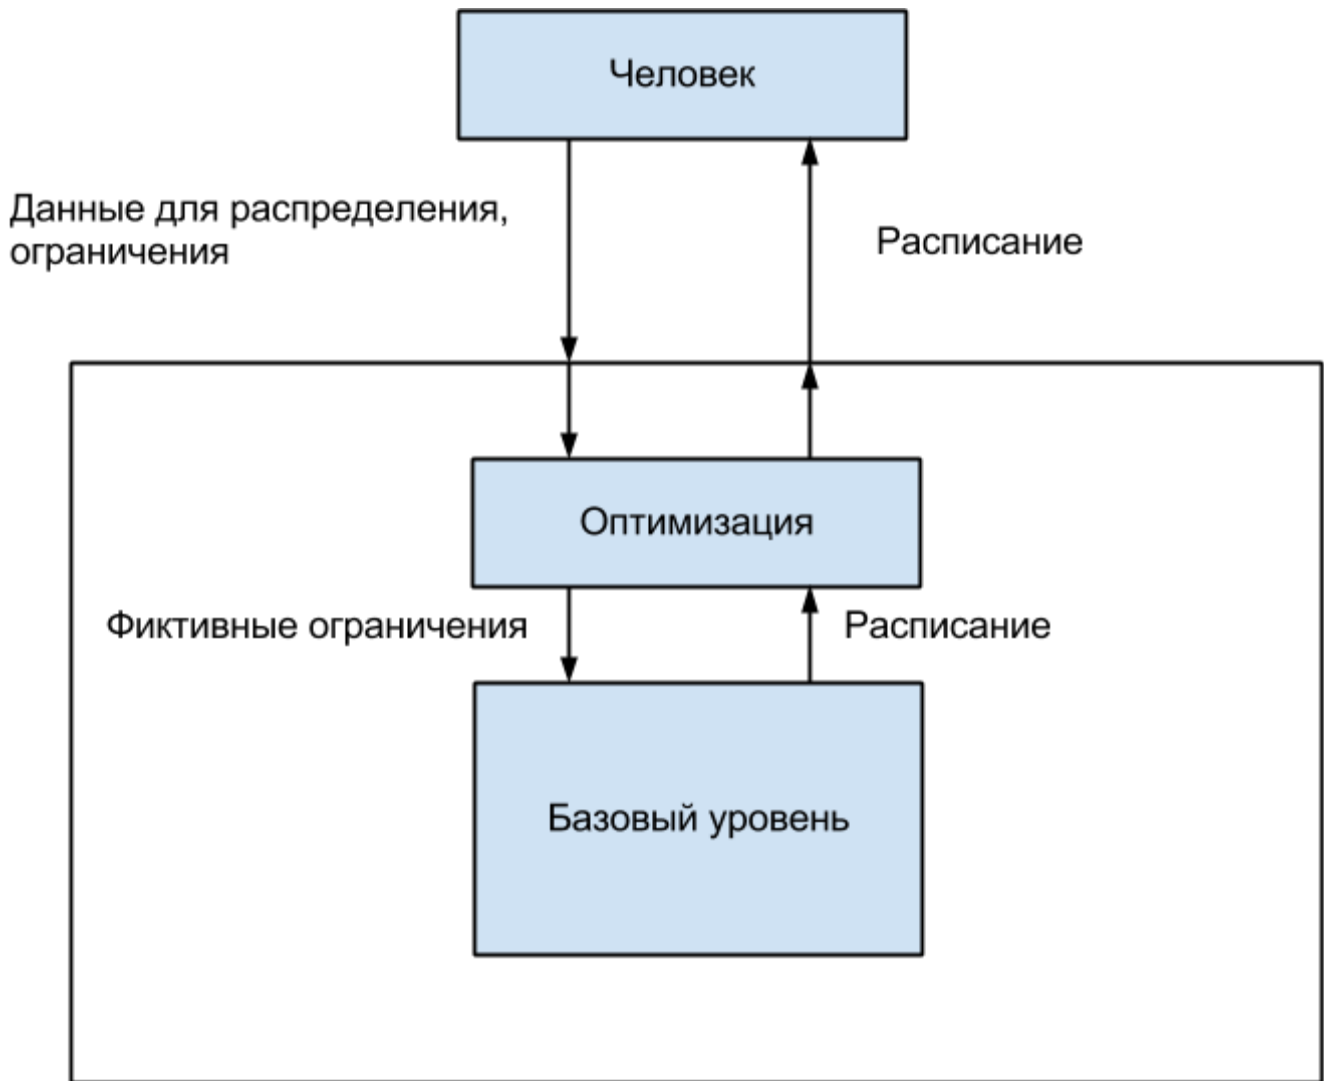 Человек
Данные для распределения,
ограничения
Расписание
Оптимизация
Фиктивные ограничения
Расписание
Базовый уровень